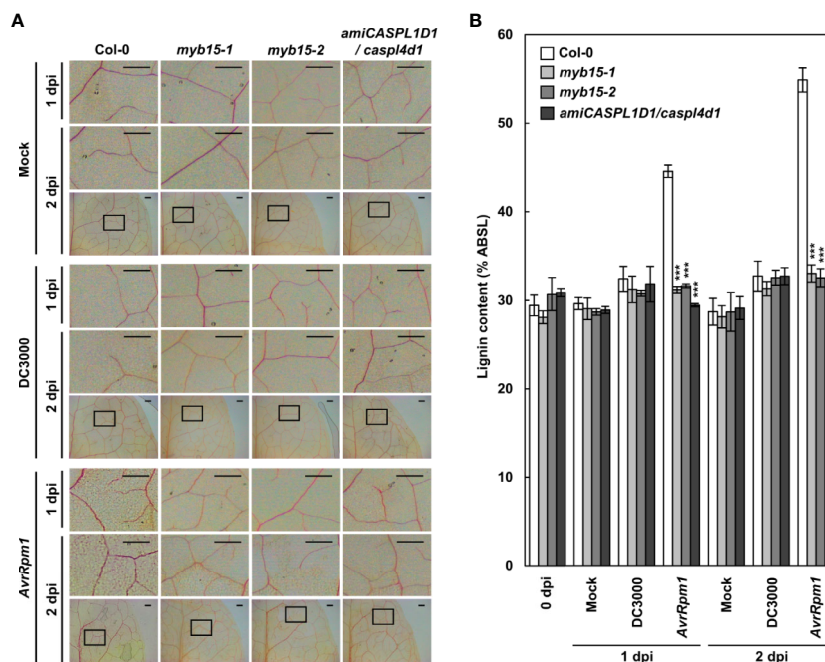 A
Col-0
myb15-1
myb15-2
amiCASPL1D1
/ caspl4d1
Mock
1 dpi
2 dpi
DC3000
1 dpi
2 dpi
AvrRpm1
1 dpi
2 dpi
B
Lignin content (% ABSL)
60
50
40
30
20
10
0
Col-0
myb15-1
myb15-2
amiCASPL1D1/caspl4d1
***
***
***
***
***
0 dpi
Mock
DC3000
AvrRpm1
Mock
DC3000
AvrRpm1
1 dpi
2 dpi